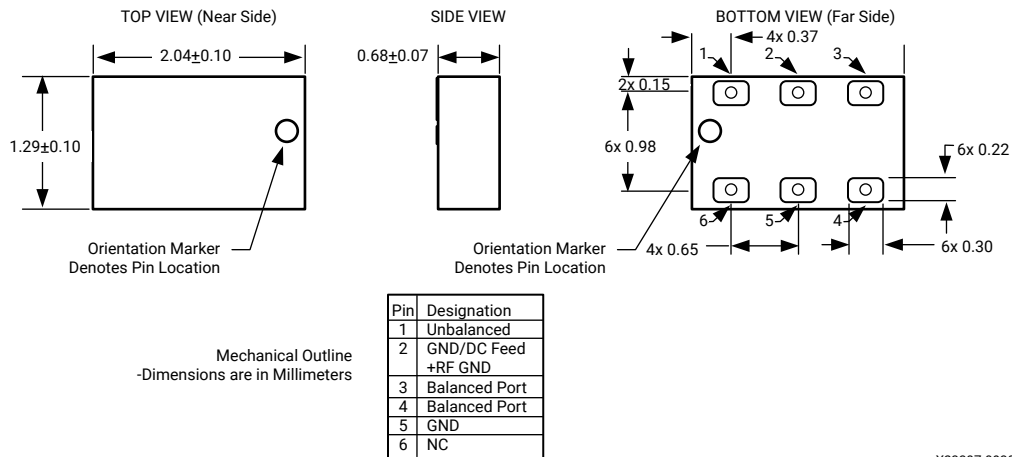 TOP VIEW (Near Side)
SIDE VIEW
BOTTOM VIEW (Far Side)
2.04±0.10
0.68±0.07
4x 0.37
1
2
3
2x 0.15
1.29±0.10
6x 0.98
6x 0.22
6
5
4
4x 0.65
6x 0.30
Orientation Marker
Denotes Pin Location
Orientation Marker
Denotes Pin Location
Mechanical Outline
-Dimensions are in Millimeters
Pin Designation
1 Unbalanced
2 GND/DC Feed
+RF GND
3 Balanced Port
4 Balanced Port
5 GND
6 NC